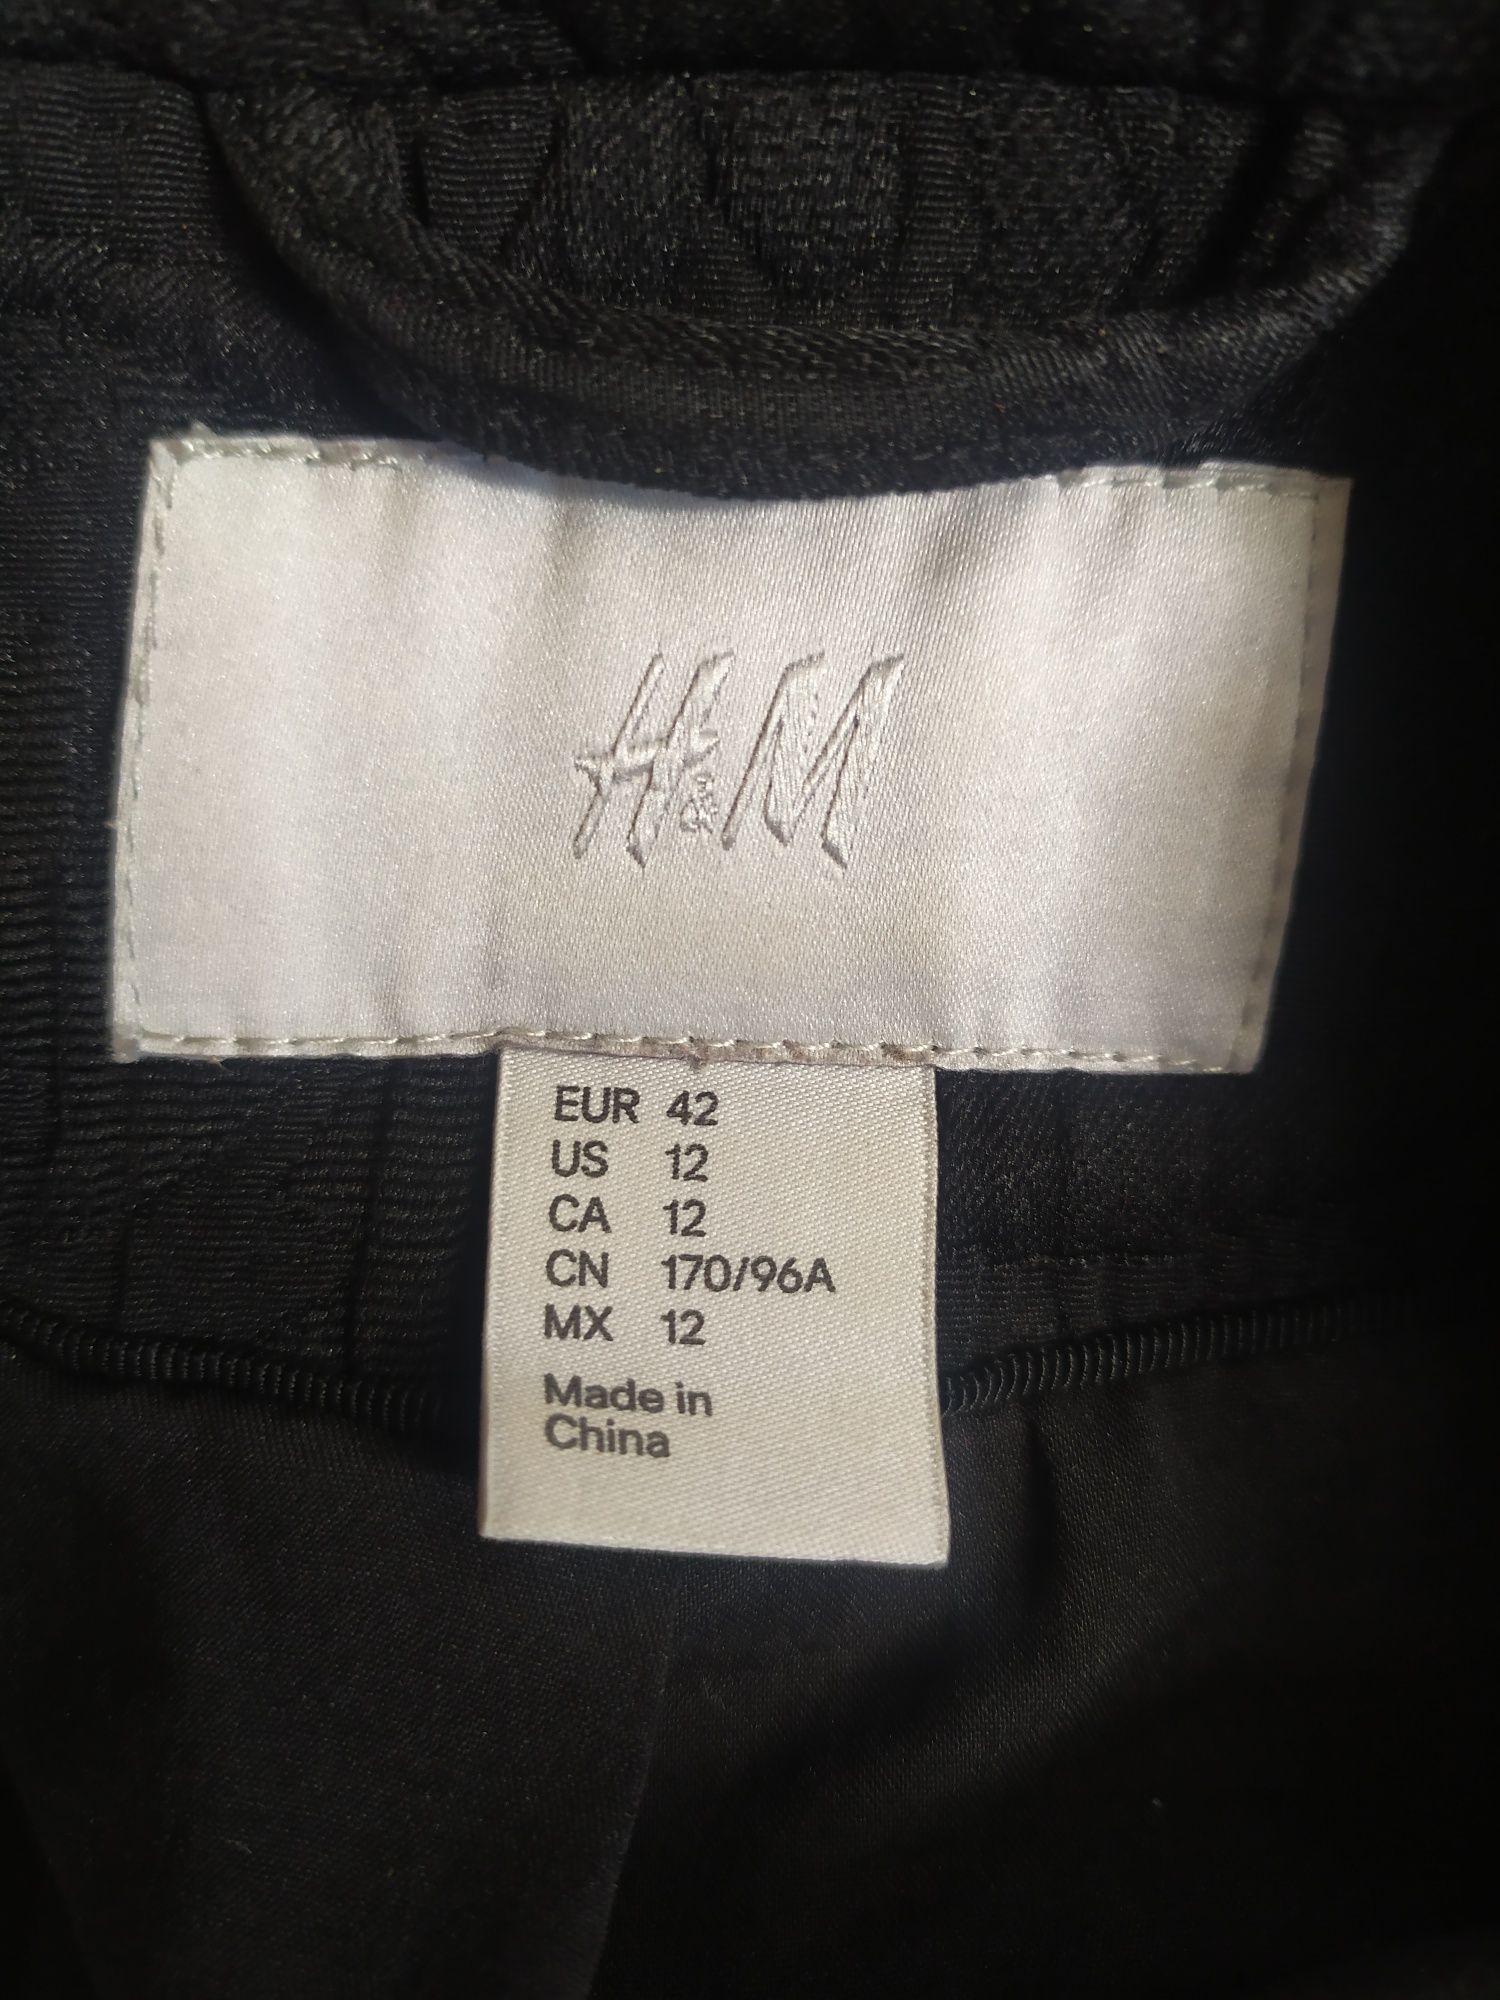 H&M
EUR 42
US 12
CA 12
CN 170/96A
MX 12
Made in
China